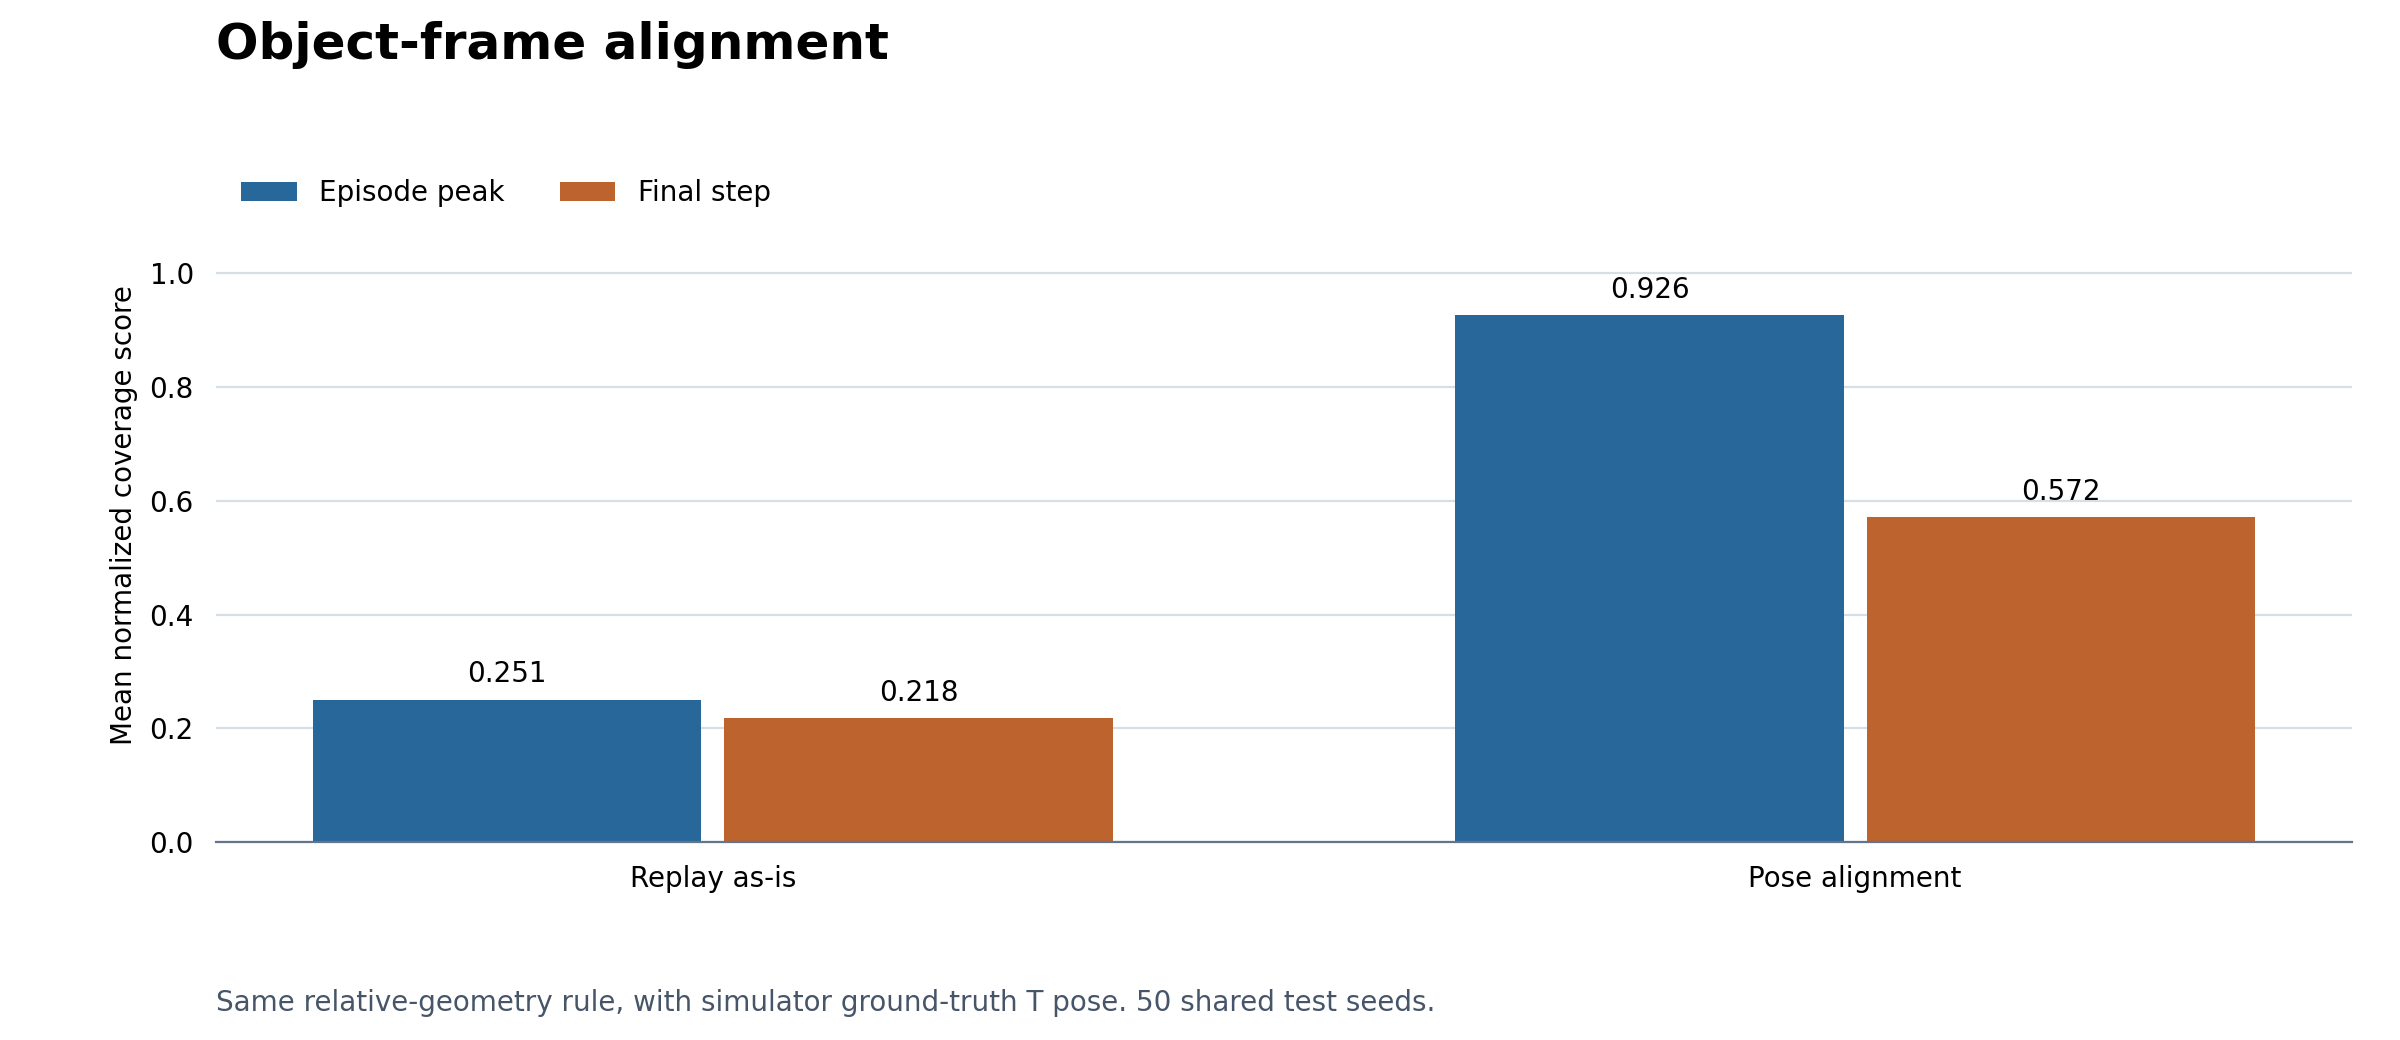 Object-frame alignment
Episode peak
Final step
Mean normalized coverage score
1.0
0.8
0.6
0.4
0.2
0.0
0.251
0.218
0.926
0.572
Replay as-is
Pose alignment
Same relative-geometry rule, with simulator ground-truth T pose. 50 shared test seeds.